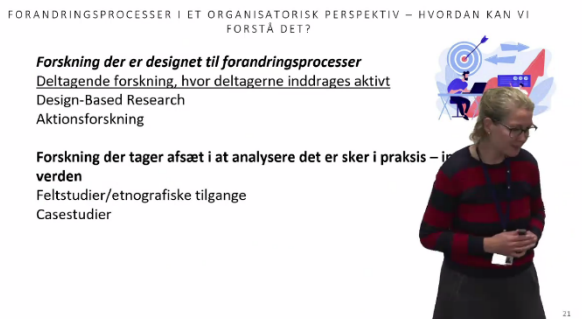 FORANDRINGSPROCESSER I ET ORGANISATORISK PERSPEKTIV – HVORDAN KAN VI
FORSTÅ DET?
Forskning der er designet til forandringsprocesser
Deltagende forskning, hvor deltagerne inddrages aktivt
Design-Based Research
Aktionsforskning
Forskning der tager afsæt i at analysere det er sker i praksis –
verden
Feltstudier/etnografiske tilgange
Casestudier
21